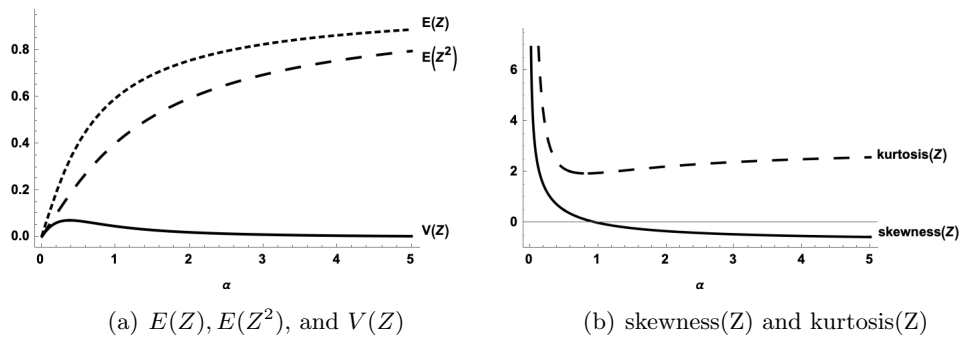 E(Z)
E(Z²)
V(Z)
0.8
0.6
0.4
0.2
0.0
0 1 2 3 4 5
α
6
4
2
0
kurtosis(Z)
skewness(Z)
0 1 2 3 4 5
α
(a) E(Z), E(Z²), and V(Z)
(b) skewness(Z) and kurtosis(Z)